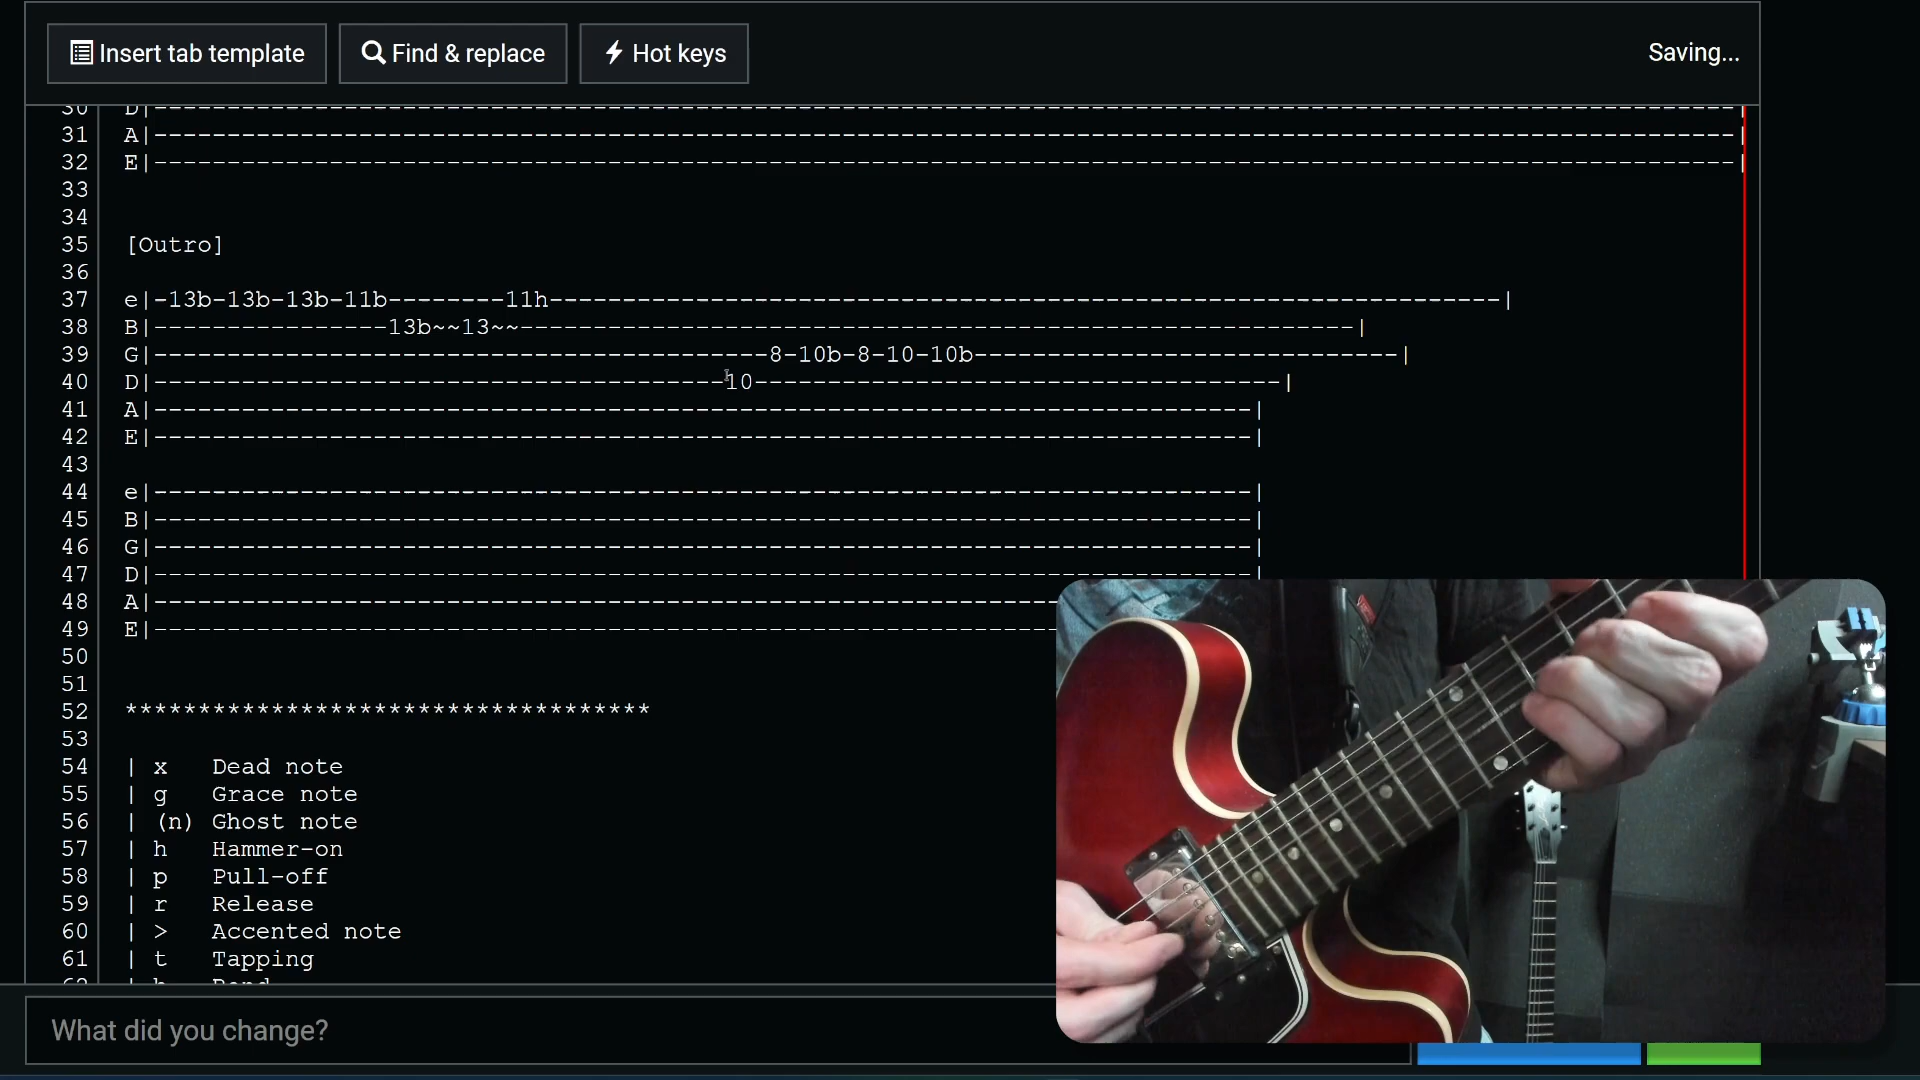 Insert tab template
Find & replace
Hot keys
Saving...
30 D|------------------------------------------------------------------------------------------------------------|
31 A|------------------------------------------------------------------------------------------------------------|
32 E|------------------------------------------------------------------------------------------------------------|
33
34
35 [Outro]
36
37 e|-13b-13b-13b-11b--------11h-----------------------------------------------------------------|
38 B|----------------13b~~13~~---------------------------------------------------------|
39 G|------------------------------------------8-10b-8-10-10b-----------------------------|
40 D|---------------------------------------10------------------------------------|
41 A|---------------------------------------------------------------------------|
42 E|---------------------------------------------------------------------------|
43
44 e|---------------------------------------------------------------------------|
45 B|---------------------------------------------------------------------------|
46 G|---------------------------------------------------------------------------|
47 D|---------------------------------------------------------------------------|
48 A|--------------------------------------------------------------
49 E|--------------------------------------------------------------
50
51
52 ************************************
53
54 | x Dead note
55 | g Grace note
56 | (n) Ghost note
57 | h Hammer-on
58 | p Pull-off
59 | r Release
60 | > Accented note
61 | t Tapping
What did you change?